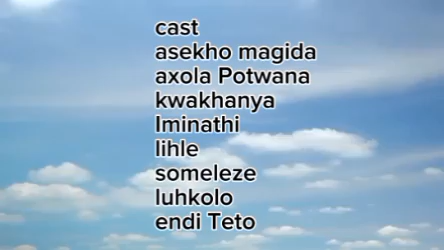 cast
asekho magida
axola Potwana
kwakhanya
Iminathi
lihle
someleze
luhkolo
endi Teto